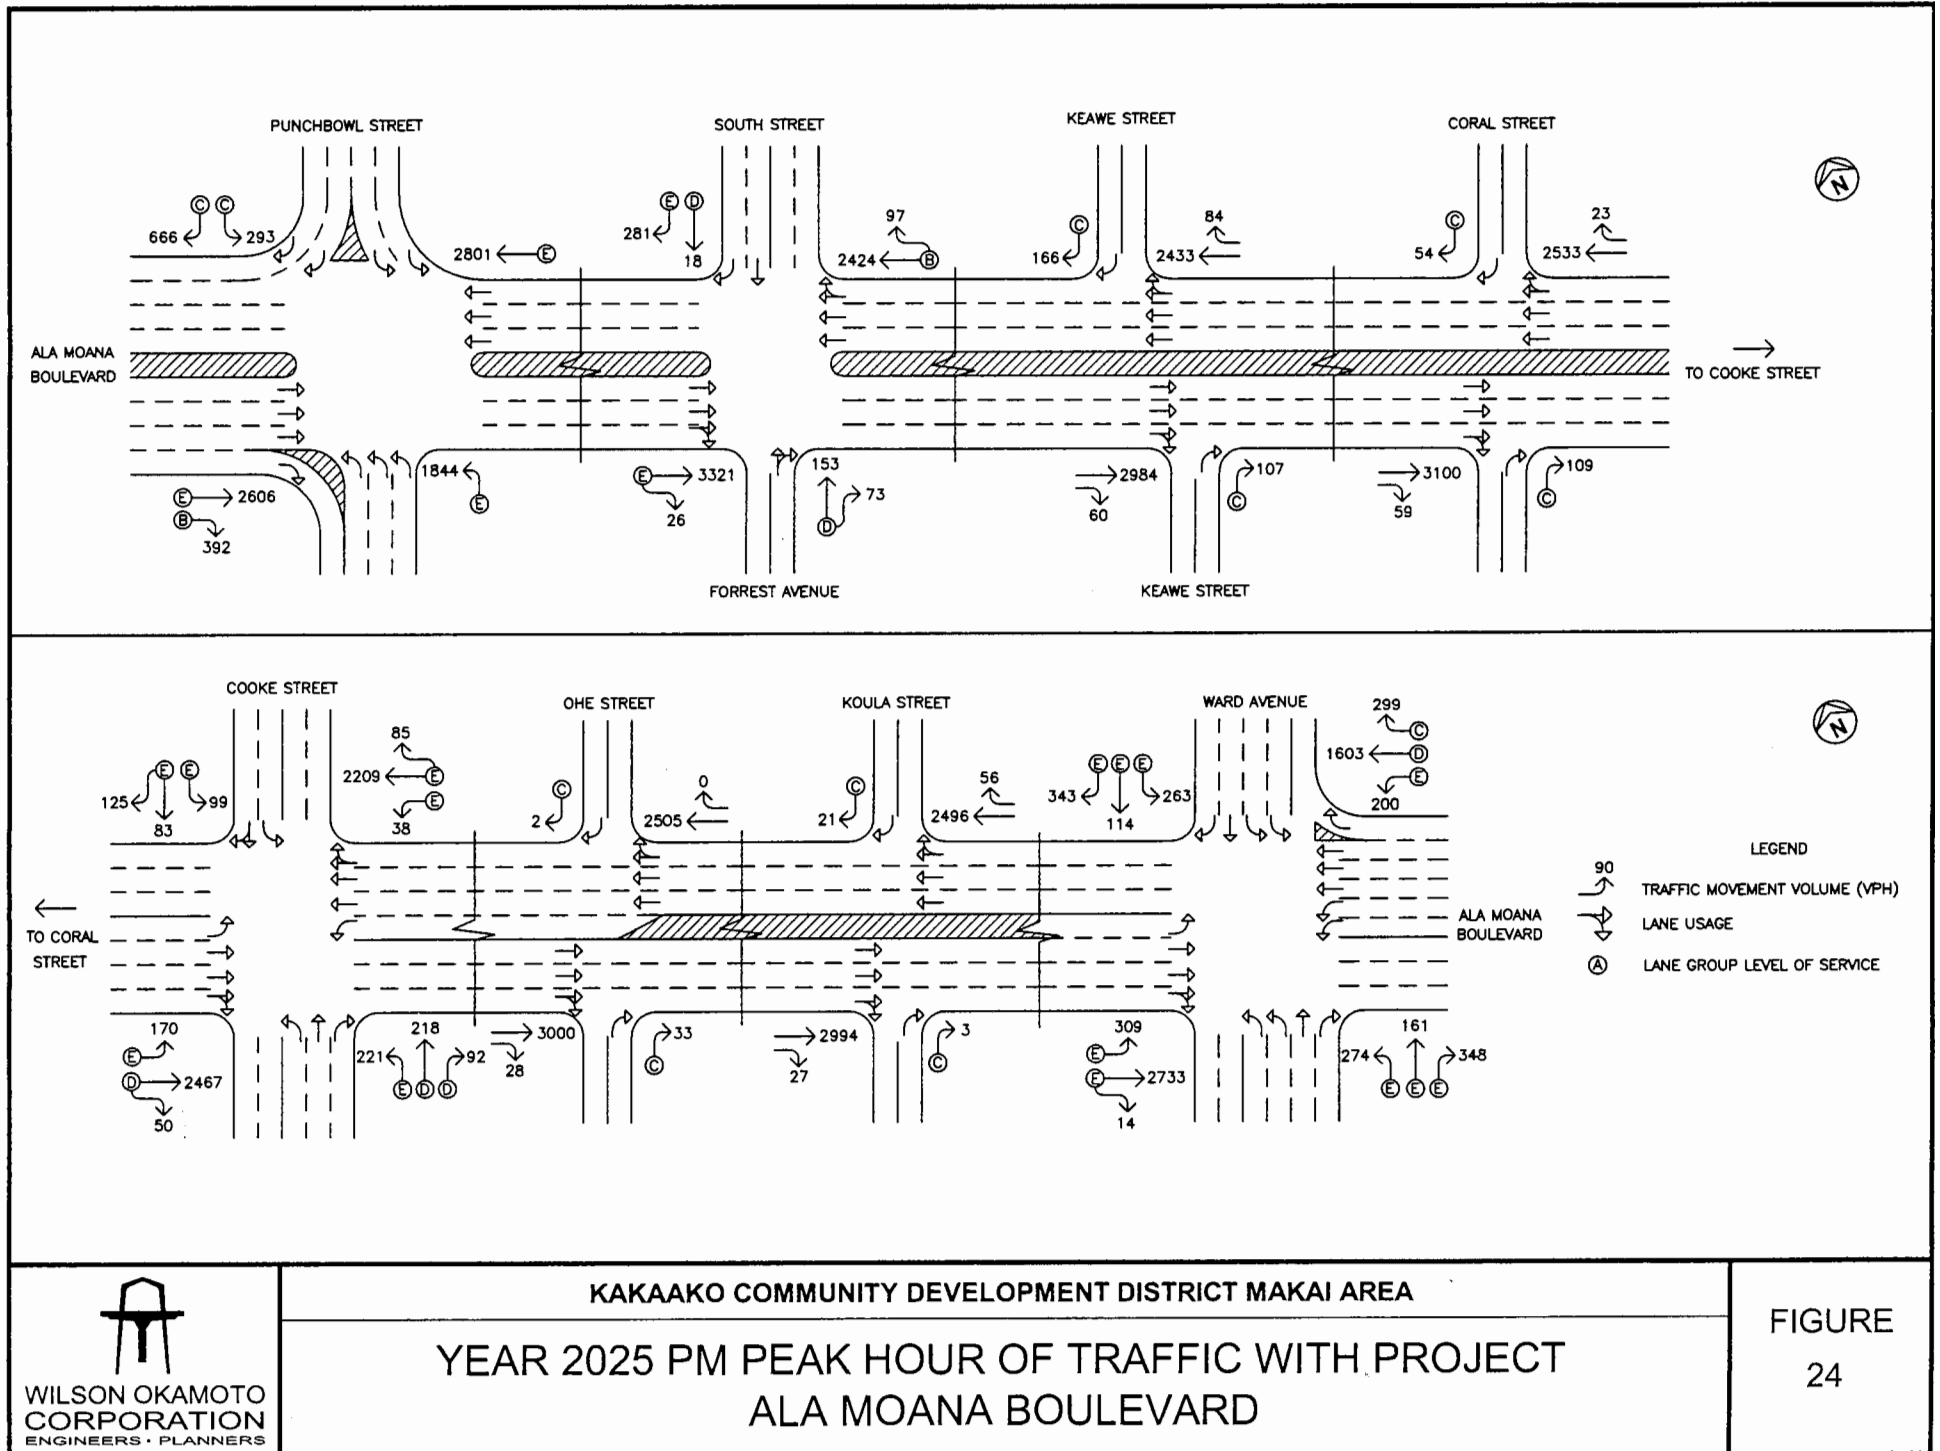 PUNCHBOWL STREET
SOUTH STREET
KEAWE STREET
CORAL STREET
N
C C
666 293
2801 E
E D
281
18
97
2424 B
C
166
84
2433
C
54
23
2533
ALA MOANA
BOULEVARD
TO COOKE STREET
E 2606
B
392
1844
E
E 3321
26
153
73
D
2984
60
107
C
3100
59
109
C
FORREST AVENUE
KEAWE STREET
COOKE STREET
OHE STREET
KOULA STREET
WARD AVENUE
N
E E
125 99
83
85
2209 E
E
38
C
2
0
2505
C
21
56
2496
E E E
343 263
114
299
C
1603 D
E
200
TO CORAL
STREET
ALA MOANA
BOULEVARD
LEGEND
90
TRAFFIC MOVEMENT VOLUME (VPH)
LANE USAGE
A LANE GROUP LEVEL OF SERVICE
170
E
D 2467
50
218
221 92
E D D
3000
28
33
C
2994
27
3
C
309
E
E 2733
14
161
274 348
E E E
WILSON OKAMOTO
CORPORATION
ENGINEERS · PLANNERS
KAKAAKO COMMUNITY DEVELOPMENT DISTRICT MAKAI AREA
YEAR 2025 PM PEAK HOUR OF TRAFFIC WITH PROJECT
ALA MOANA BOULEVARD
FIGURE
24